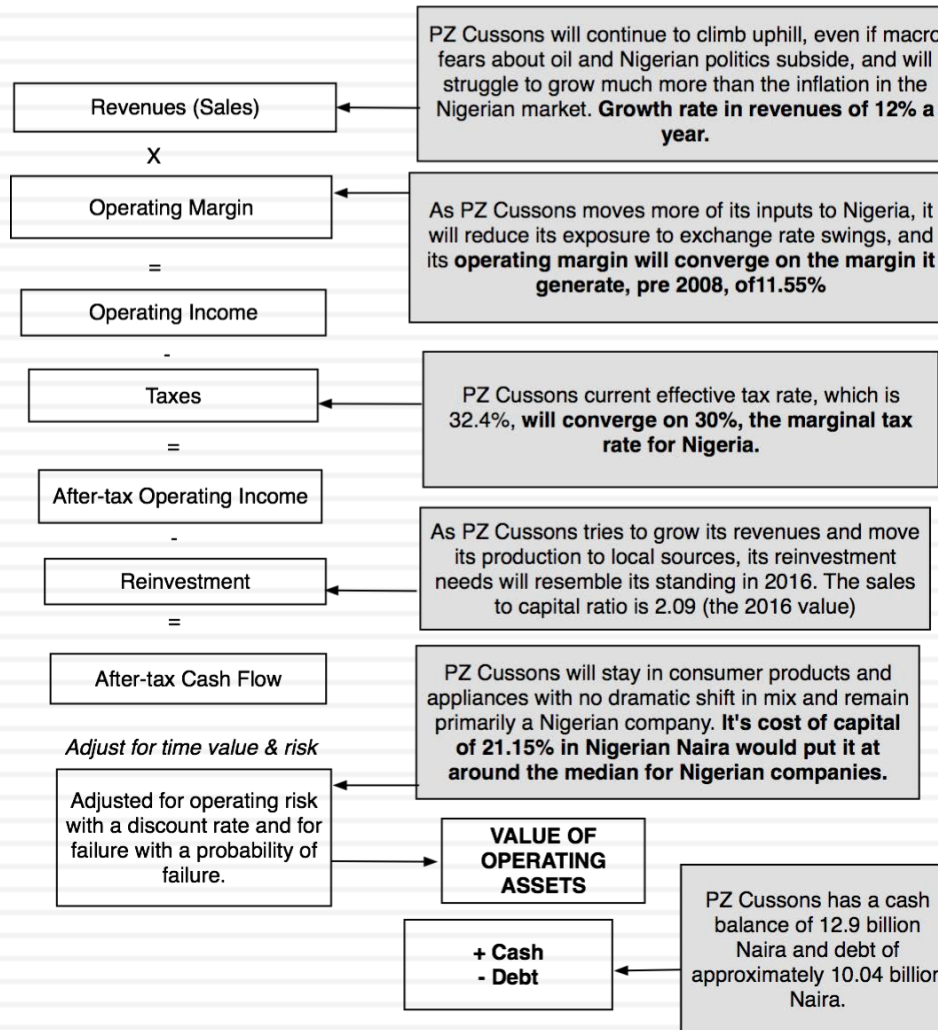 PZ Cussons will continue to climb uphill, even if macro
fears about oil and Nigerian politics subside, and will
struggle to grow much more than the inflation in the
Nigerian market. Growth rate in revenues of 12% a
year.
Revenues (Sales)
X
Operating Margin
As PZ Cussons moves more of its inputs to Nigeria, it
will reduce its exposure to exchange rate swings, and
its operating margin will converge on the margin it
generate, pre 2008, of11.55%
=
Operating Income
-
Taxes
PZ Cussons current effective tax rate, which is
32.4%, will converge on 30%, the marginal tax
rate for Nigeria.
=
After-tax Operating Income
-
Reinvestment
As PZ Cussons tries to grow its revenues and move
its production to local sources, its reinvestment
needs will resemble its standing in 2016. The sales
to capital ratio is 2.09 (the 2016 value)
=
After-tax Cash Flow
PZ Cussons will stay in consumer products and
appliances with no dramatic shift in mix and remain
primarily a Nigerian company. It's cost of capital
of 21.15% in Nigerian Naira would put it at
around the median for Nigerian companies.
Adjust for time value & risk
Adjusted for operating risk
with a discount rate and for
failure with a probability of
failure.
VALUE OF
OPERATING
ASSETS
+ Cash
- Debt
PZ Cussons has a cash
balance of 12.9 billion
Naira and debt of
approximately 10.04 billion
Naira.